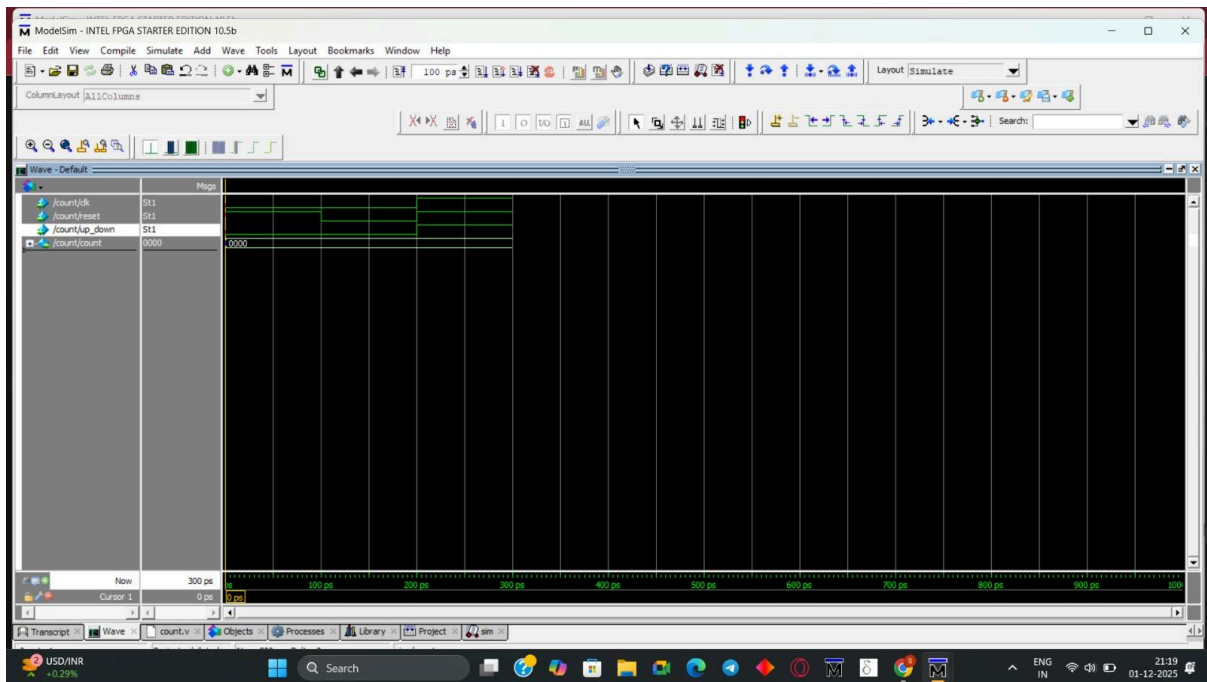 ModelSim - INTEL FPGA STARTER EDITION 10.5b
File Edit View Compile Simulate Add Wave Tools Layout Bookmarks Window Help
100 ps Layout Simulate
ColumnLayout AllColumns
Search:
Wave - Default
Msgs
/count/clk St1
/count/reset St1
/count/up_down St1
/count/count 0000 0000
Now 300 ps 100 ps 200 ps 300 ps 400 ps 500 ps 600 ps 700 ps 800 ps 900 ps 100
Cursor 1 0 ps 0 ps
Transcript Wave count.v Objects Processes Library Project sim
2 USD/INR Search ENG 21:19
+0.29% IN 01-12-2025